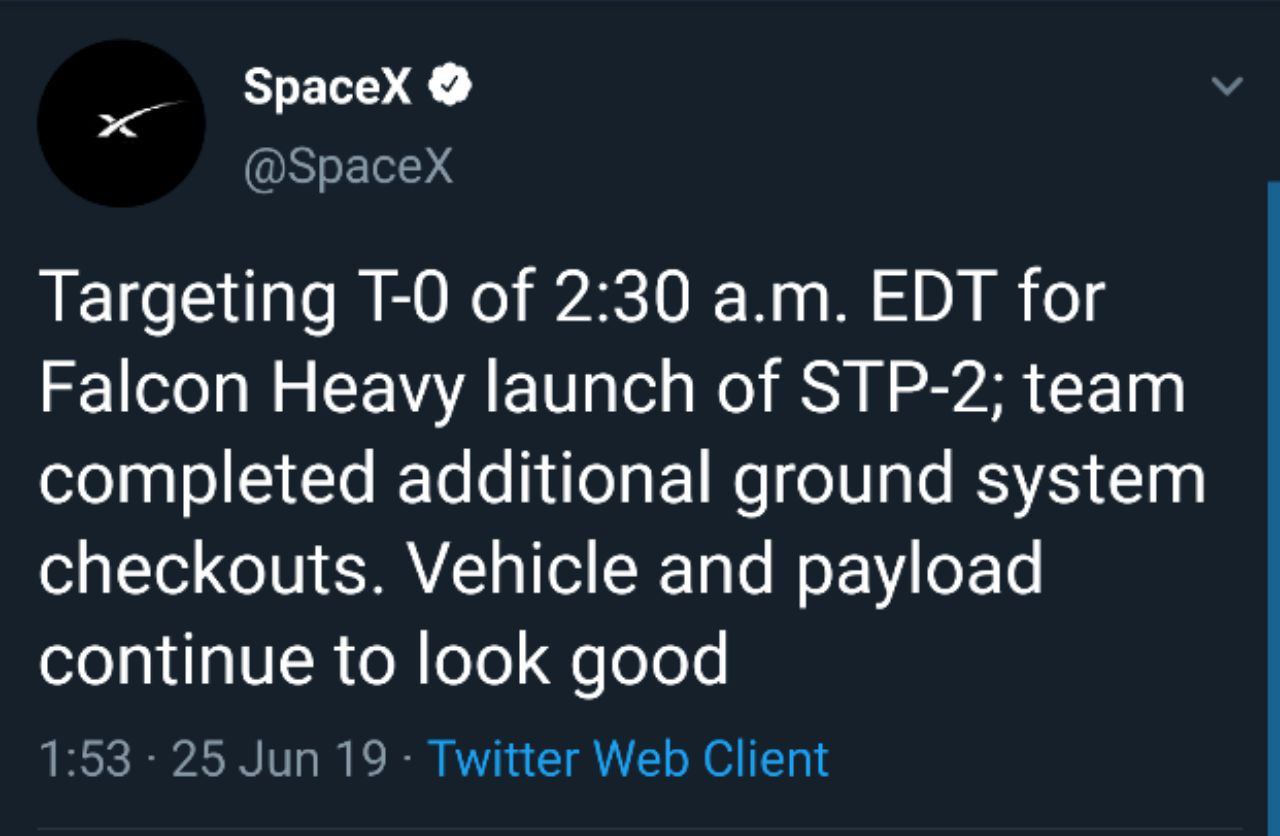 SpaceX
@SpaceX
Targeting T-0 of 2:30 a.m. EDT for
Falcon Heavy launch of STP-2; team
completed additional ground system
checkouts. Vehicle and payload
continue to look good
1:53 · 25 Jun 19 · Twitter Web Client